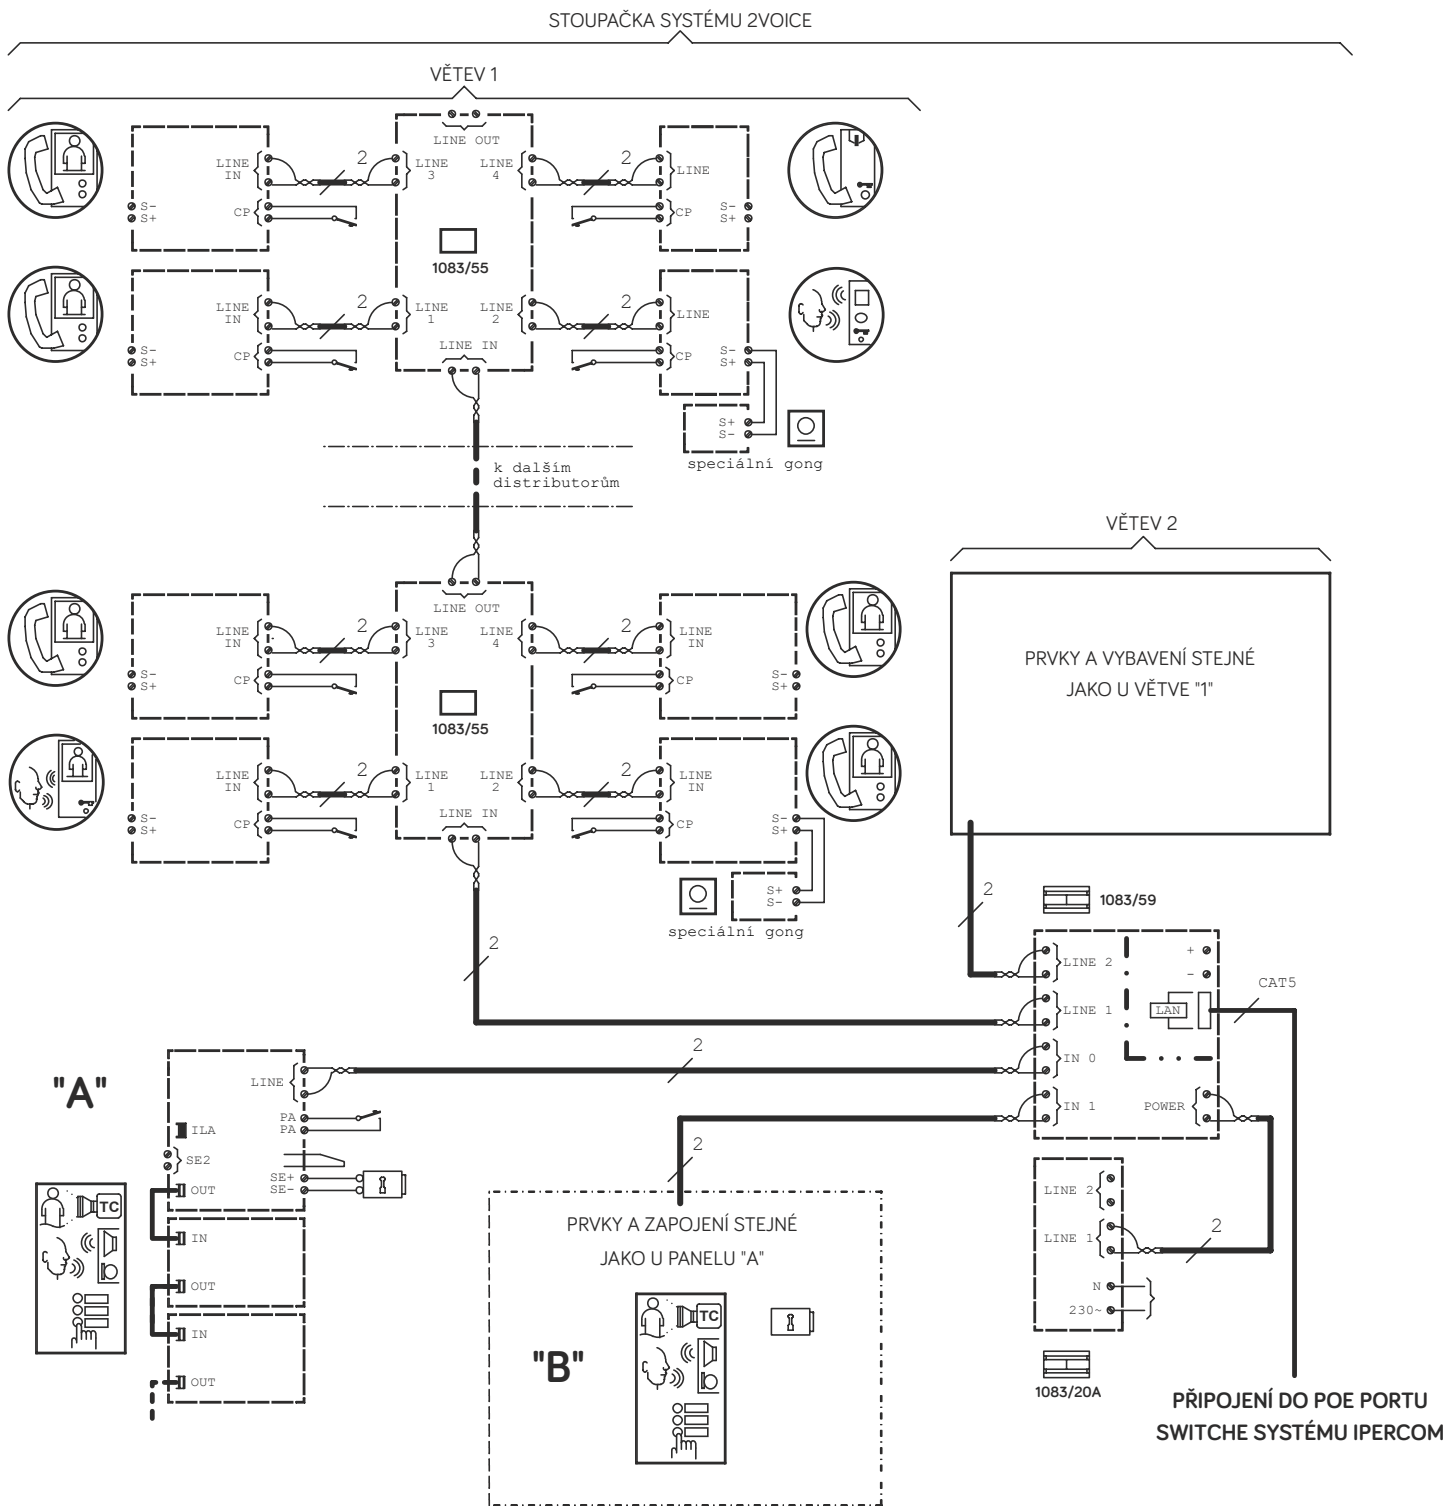 STOUPAČKA SYSTÉMU 2VOICE
VĚTEV 1
LINE OUT
LINE
IN
2
LINE
3
LINE
4
2
LINE
S-
S+
CP
CP
S-
S+
1083/55
LINE
IN
2
LINE
1
LINE
2
2
LINE
LINE IN
S-
S+
CP
CP
S-
S+
S+
S-
speciální gong
k dalším
distributorům
VĚTEV 2
LINE OUT
LINE
IN
2
LINE
3
LINE
4
2
LINE
IN
S-
S+
CP
CP
S-
S+
PRVKY A VYBAVENÍ STEJNÉ
JAKO U VĚTVE "1"
1083/55
LINE
IN
2
LINE
1
LINE
2
2
LINE
IN
LINE IN
S-
S+
CP
CP
S-
S+
S+
S-
speciální gong
2
2
1083/59
LINE 2
+
-
CAT5
LINE 1
LAN
IN 0
IN 1
POWER
2
"A"
LINE
PA
PA
ILA
SE2
SE+
SE-
OUT
TC
IN
OUT
IN
OUT
2
PRVKY A ZAPOJENÍ STEJNÉ
JAKO U PANELU "A"
TC
"B"
LINE 2
LINE 1
2
N
230~
1083/20A
PŘIPOJENÍ DO POE PORTU
SWITCHE SYSTÉMU IPERCOM